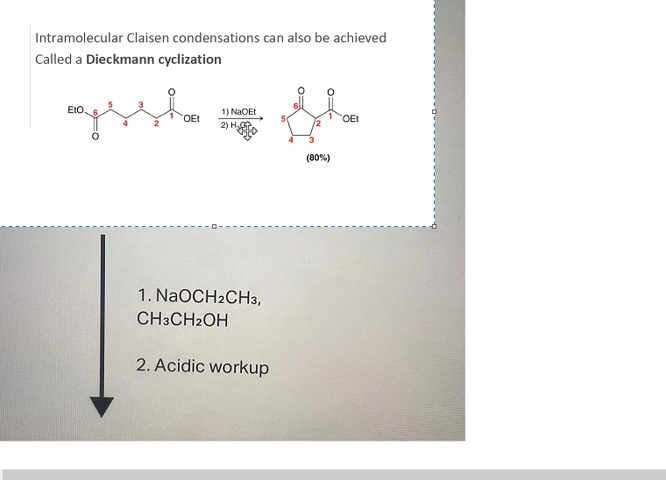 Intramolecular Claisen condensations can also be achieved
Called a Dieckmann cyclization
O
EtO 6 5 4 3 2 1 OEt
O
1) NaOEt
2)
O O
6 5 4 3 2 1 OEt
(80%)
1. NaOCH₂CH₃,
CH₃CH₂OH
2. Acidic workup